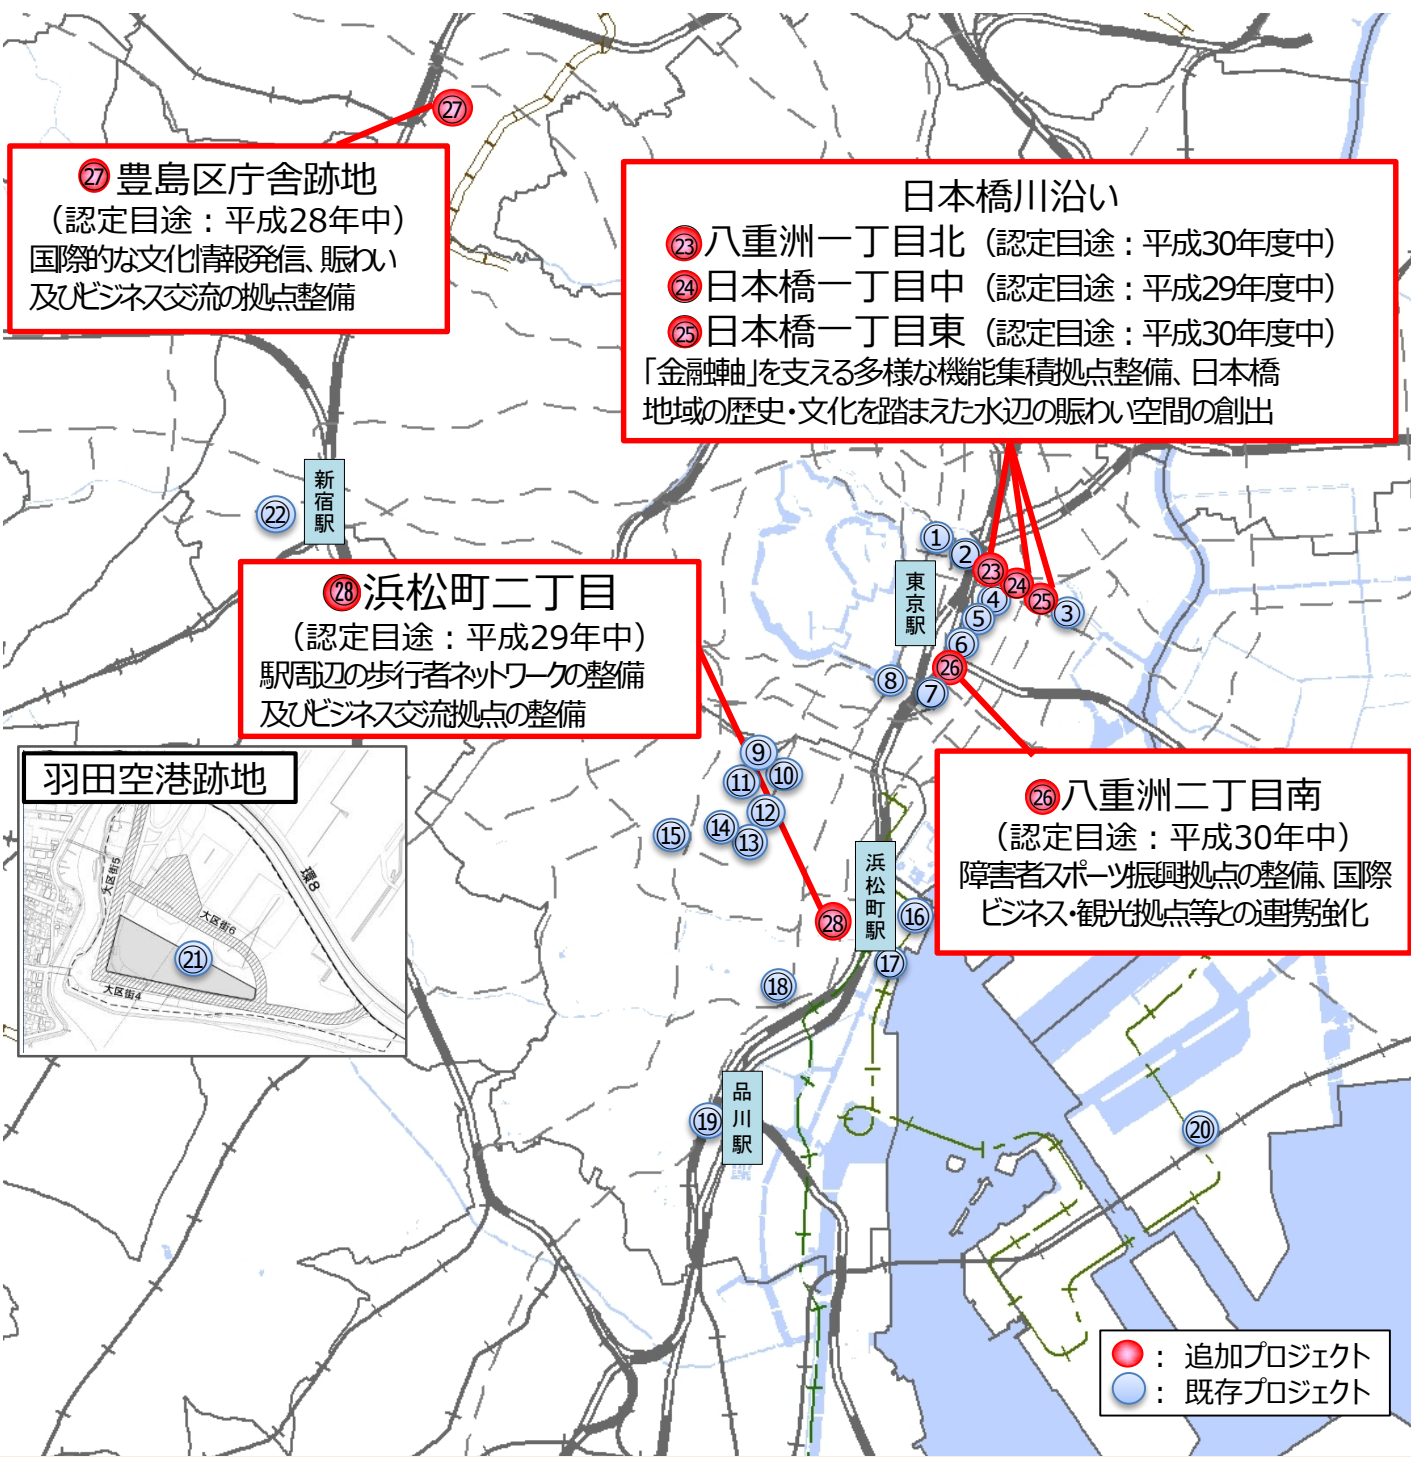 ㉗
㉗豊島区庁舎跡地
（認定目途：平成28年中）
国際的な文化情報発信、賑わい
及びビジネス交流の拠点整備
日本橋川沿い
㉓八重洲一丁目北（認定目途：平成30年度中）
㉔日本橋一丁目中（認定目途：平成29年度中）
㉕日本橋一丁目東（認定目途：平成30年度中）
「金融軸」を支える多様な機能集積拠点整備、日本橋
地域の歴史・文化を踏まえた水辺の賑わい空間の創出
新宿駅
㉒
①
②
㉓
㉔
㉕
③
④
⑤
⑥
東京駅
㉖
⑦
⑧
㉘浜松町二丁目
（認定目途：平成29年中）
駅周辺の歩行者ネットワークの整備
及びビジネス交流拠点の整備
⑨
⑩
⑪
⑫
⑬
⑭
⑮
㉖八重洲二丁目南
（認定目途：平成30年中）
障害者スポーツ振興拠点の整備、国際
ビジネス・観光拠点等との連携強化
羽田空港跡地
環8
大区街5
大区街6
㉑
大区街4
浜松町駅
㉘
⑯
⑰
⑱
品川駅
⑲
⑳
：追加プロジェクト
：既存プロジェクト